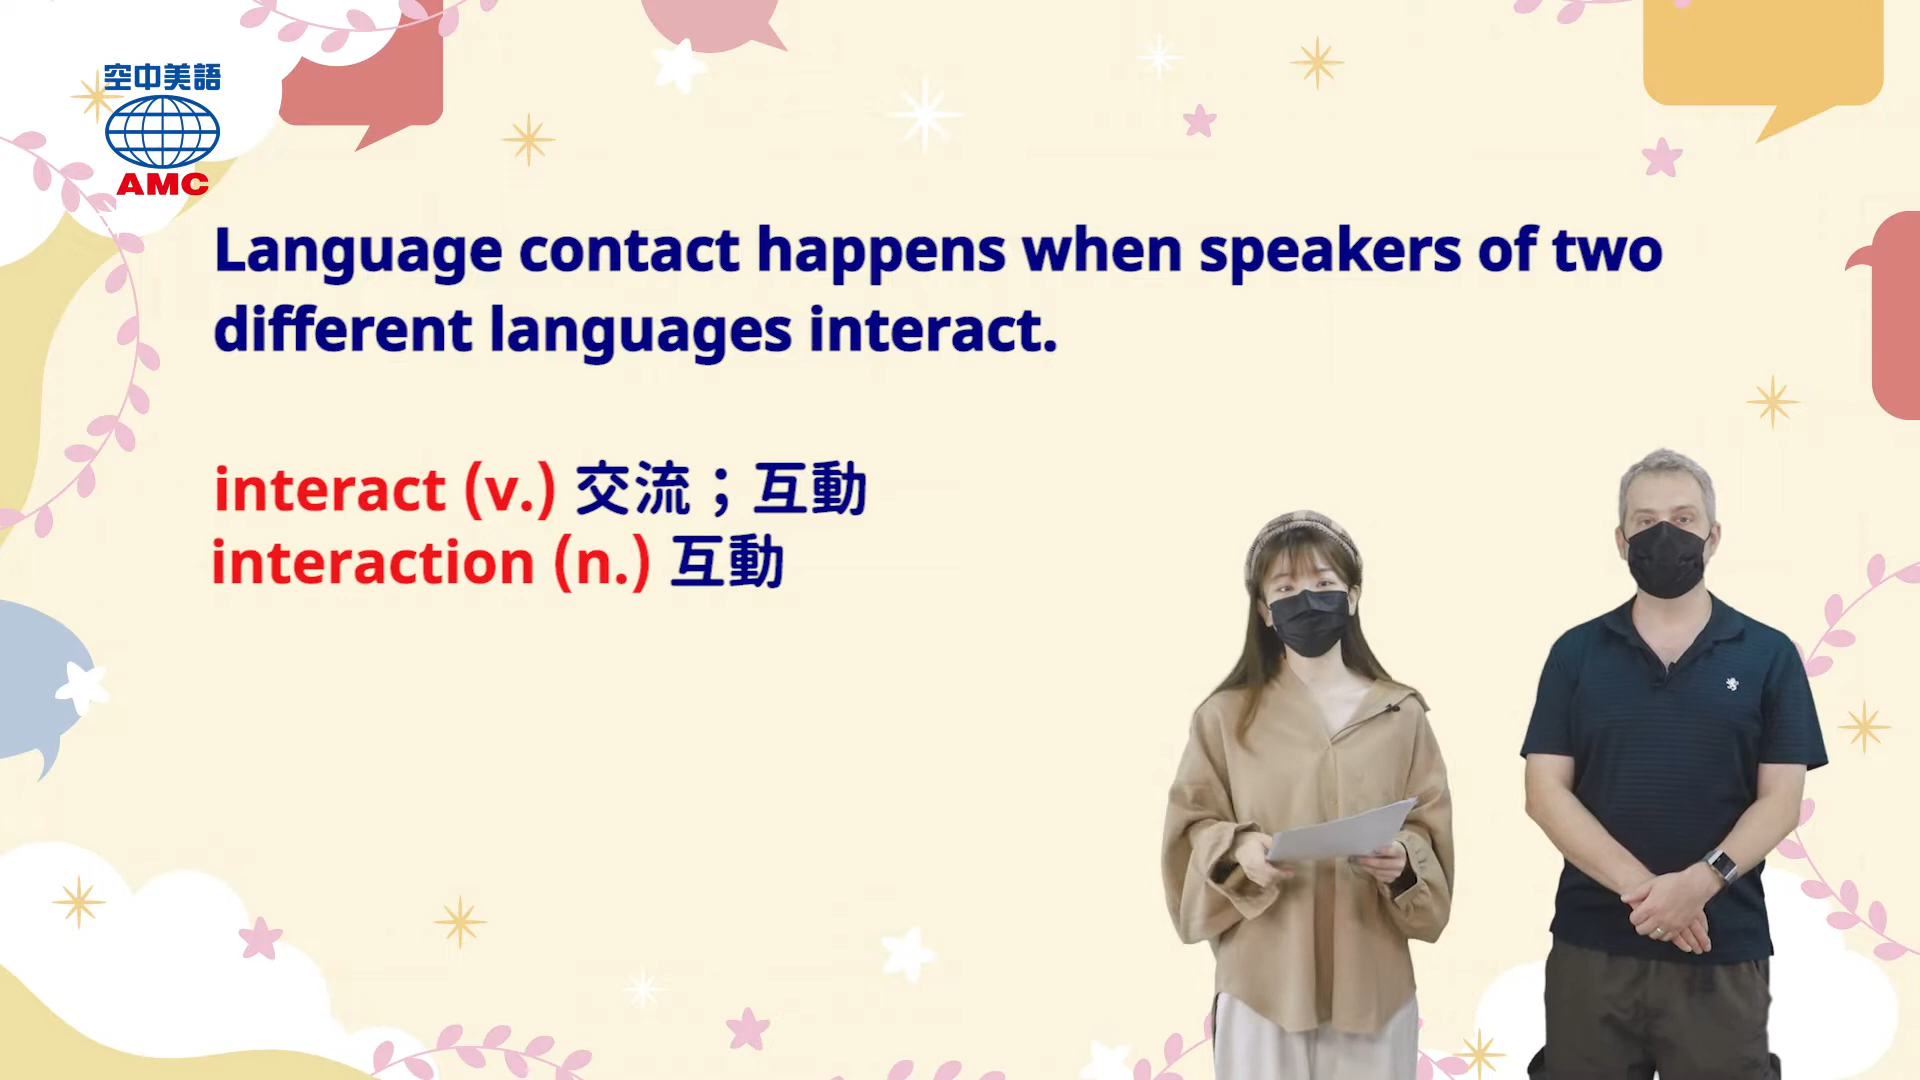 空中美語
AMC
Language contact happens when speakers of two
different languages interact.
interact (v.) 交流；互動
interaction (n.) 互動